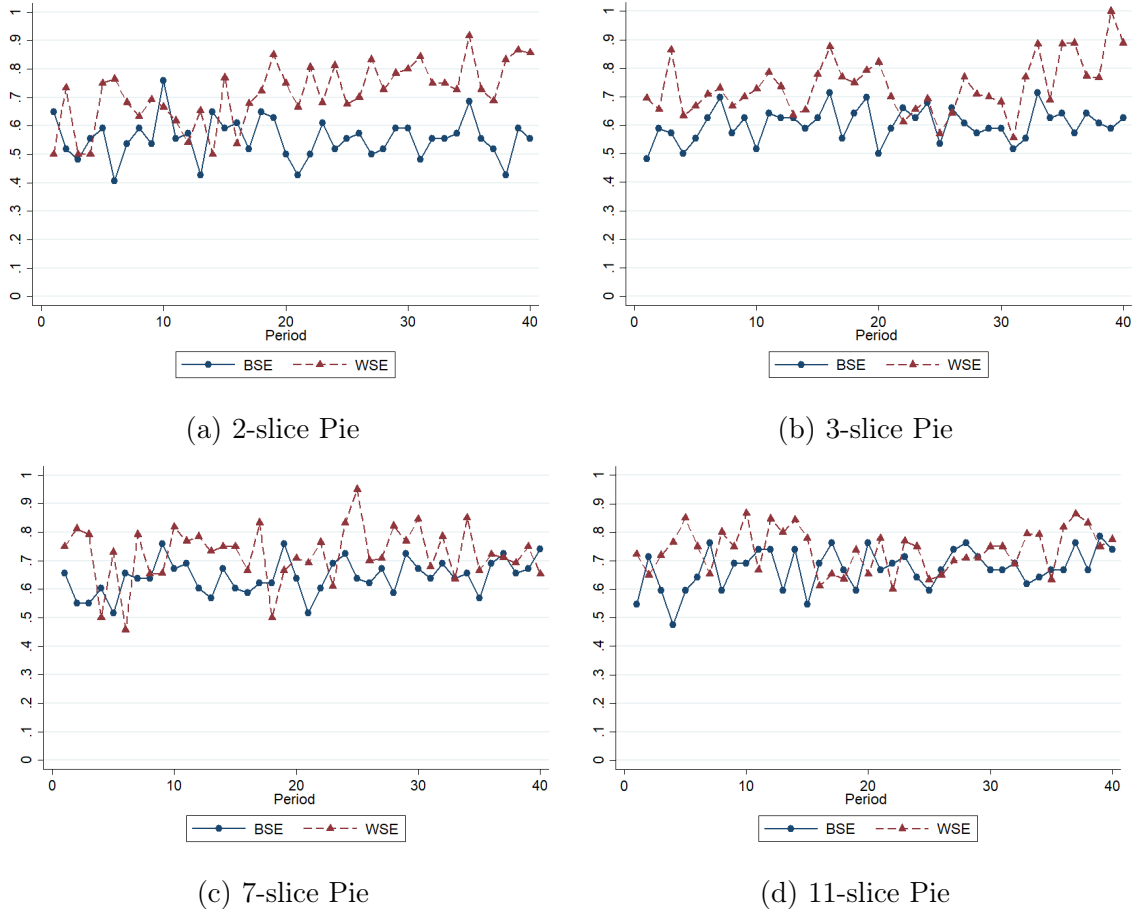 1
.9
.8
.7
.6
.5
.4
.3
.2
.1
0
0 10 20 30 40
Period
BSE WSE
(a) 2-slice Pie
1
.9
.8
.7
.6
.5
.4
.3
.2
.1
0
0 10 20 30 40
Period
BSE WSE
(b) 3-slice Pie
1
.9
.8
.7
.6
.5
.4
.3
.2
.1
0
0 10 20 30 40
Period
BSE WSE
(c) 7-slice Pie
1
.9
.8
.7
.6
.5
.4
.3
.2
.1
0
0 10 20 30 40
Period
BSE WSE
(d) 11-slice Pie